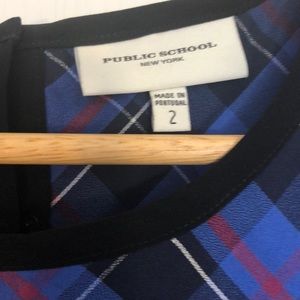 PUBLIC SCHOOL
NEW YORK
MADE IN
PORTUGAL
2